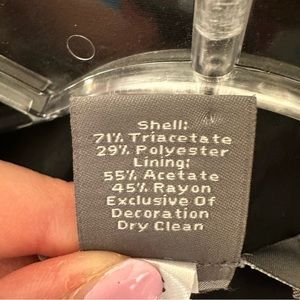 Shell:
71% Triacetate
29% Polyester
Lining:
55% Acetate
45% Rayon
Exclusive Of
Decoration
Dry Clean